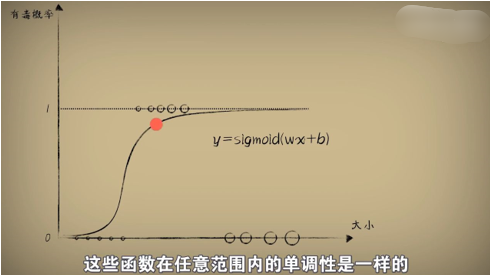 有毒概率
1
y=sigmoid(wx+b)
大小
0
这些函数在任意范围内的单调性是一样的